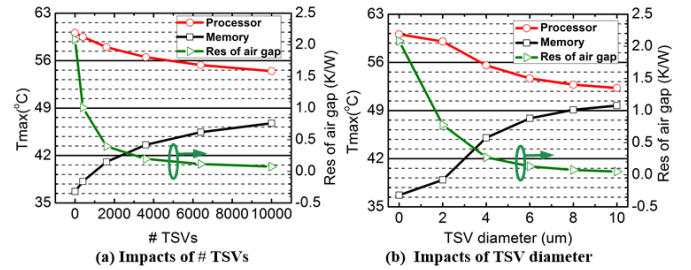 63
56
49
42
35
Tmax(°C)
Processor
Memory
Res of air gap
2.5
2.0
1.5
1.0
0.5
0.0
-0.5
Res of air gap (K/W)
0 2000 4000 6000 8000 10000
# TSVs
(a) Impacts of # TSVs
63
56
49
42
35
Tmax(°C)
Processor
Memory
Res of air gap
2.5
2.0
1.5
1.0
0.5
0.0
-0.5
Res of air gap (K/W)
0 2 4 6 8 10
TSV diameter (um)
(b) Impacts of TSV diameter